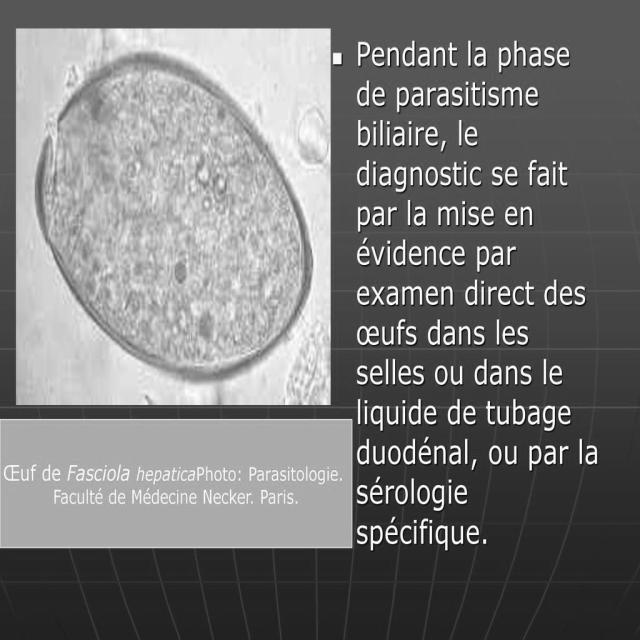 Pendant la phase
de parasitisme
biliaire, le
diagnostic se fait
par la mise en
évidence par
examen direct des
œufs dans les
selles ou dans le
liquide de tubage
duodénal, ou par la
sérologie
spécifique.
Œuf de Fasciola hepaticaPhoto: Parasitologie.
Faculté de Médecine Necker. Paris.